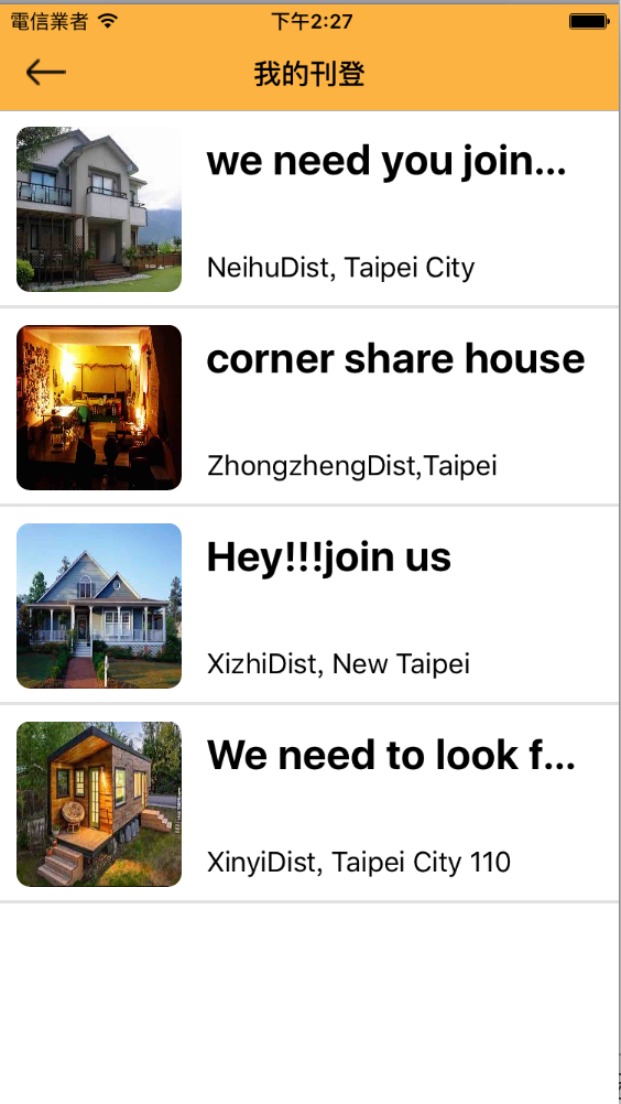 電信業者 下午2:27
我的刊登
we need you join...
NeihuDist, Taipei City
corner share house
ZhongzhengDist,Taipei
Hey!!!join us
XizhiDist, New Taipei
We need to look f...
XinyiDist, Taipei City 110